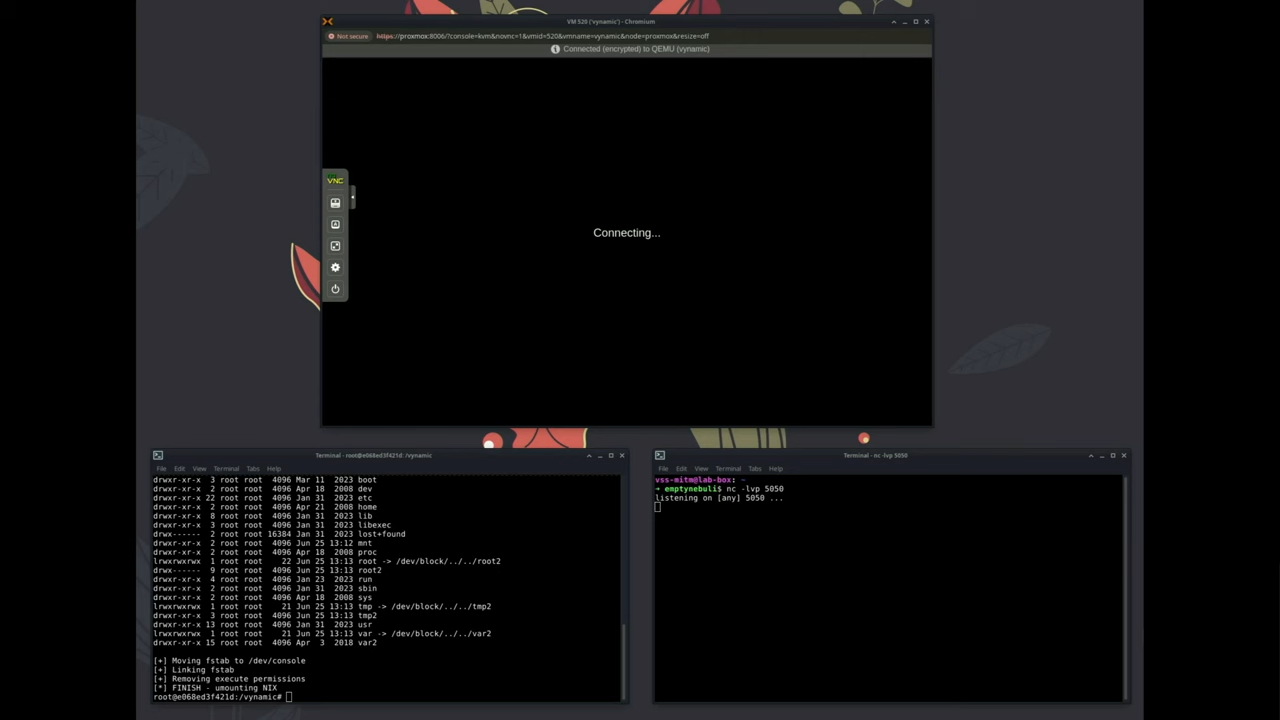 VM 520 ('vynamic') - Chromium
Not secure https://proxmox:8006/?console=kvm&novnc=1&vmid=520&vmname=vynamic&node=proxmox&resize=off
Connected (encrypted) to QEMU (vynamic)
VNC
Connecting...
Terminal - root@e068ed3f421d: /vynamic
File Edit View Terminal Tabs Help
drwxr-xr-x 3 root root 4096 Mar 11 2023 boot
drwxr-xr-x 2 root root 4096 Apr 18 2008 dev
drwxr-xr-x 22 root root 4096 Jan 31 2023 etc
drwxr-xr-x 2 root root 4096 Apr 21 2008 home
drwxr-xr-x 8 root root 4096 Jan 31 2023 lib
drwxr-xr-x 3 root root 4096 Jan 31 2023 libexec
drwx------ 2 root root 16384 Jan 31 2023 lost+found
drwxr-xr-x 2 root root 4096 Jun 25 13:12 mnt
drwxr-xr-x 2 root root 4096 Apr 18 2008 proc
lrwxrwxrwx 1 root root 22 Jun 25 13:13 root -> /dev/block/../../root2
drwx------ 9 root root 4096 Jun 25 13:13 root2
drwxr-xr-x 4 root root 4096 Jan 23 2023 run
drwxr-xr-x 2 root root 4096 Jan 31 2023 sbin
drwxr-xr-x 2 root root 4096 Apr 18 2008 sys
lrwxrwxrwx 1 root root 21 Jun 25 13:13 tmp -> /dev/block/../../tmp2
drwxr-xr-x 3 root root 4096 Jun 25 13:13 tmp2
drwxr-xr-x 13 root root 4096 Jan 31 2023 usr
lrwxrwxrwx 1 root root 21 Jun 25 13:13 var -> /dev/block/../../var2
drwxr-xr-x 15 root root 4096 Apr 3 2018 var2
[+] Moving fstab to /dev/console
[+] Linking fstab
[+] Removing execute permissions
[*] FINISH - umounting NIX
root@e068ed3f421d:/vynamic#
Terminal - nc -lvp 5050
File Edit View Terminal Tabs Help
vss-mitm@lab-box: ~
➜ emptynebuli$ nc -lvp 5050
listening on [any] 5050 ...